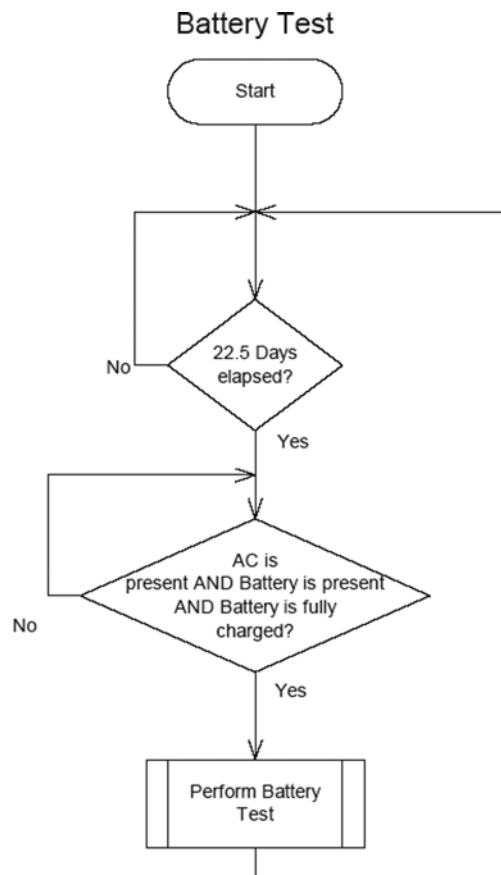 Battery Test
Start
22.5 Days
elapsed?
No
Yes
AC is
present AND Battery is present
AND Battery is fully
charged?
No
Yes
Perform Battery
Test